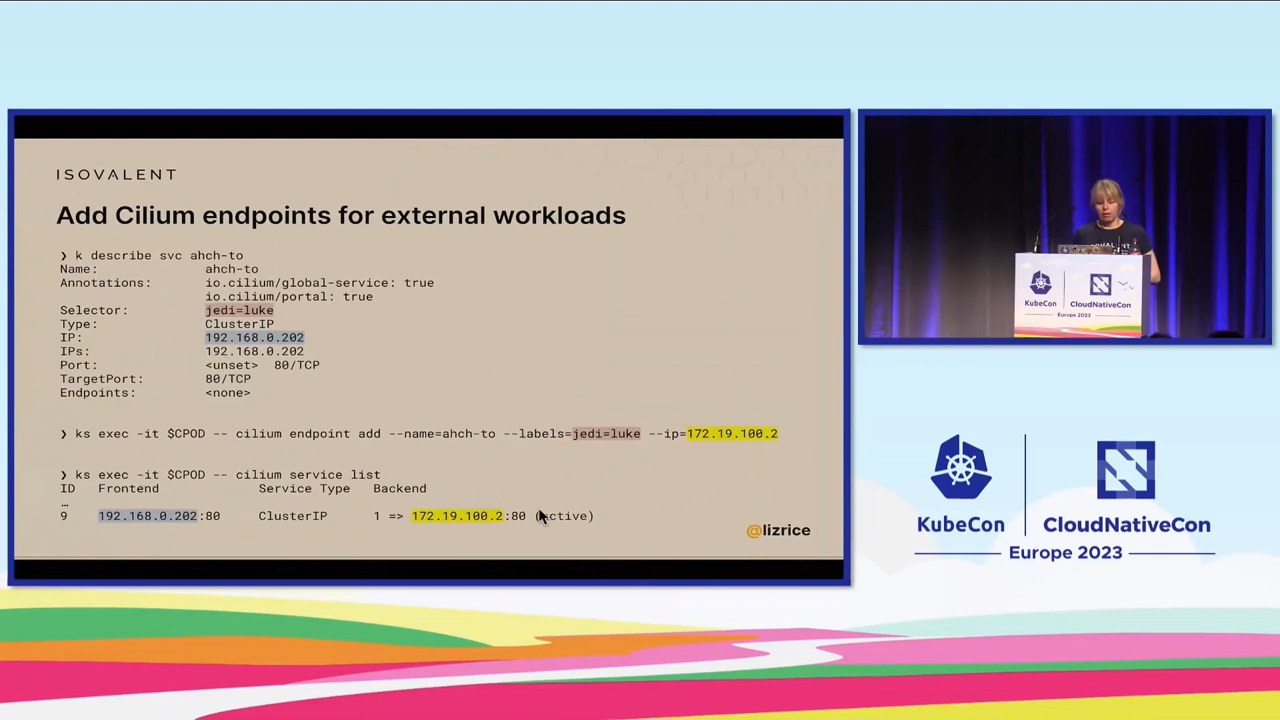 ISOVALENT
Add Cilium endpoints for external workloads
❯ k describe svc ahch-to
Name: ahch-to
Annotations: io.cilium/global-service: true
io.cilium/portal: true
Selector: jedi=luke
Type: ClusterIP
IP: 192.168.0.202
IPs: 192.168.0.202
Port: <unset> 80/TCP
TargetPort: 80/TCP
Endpoints: <none>
❯ ks exec -it $CPOD -- cilium endpoint add --name=ahch-to --labels=jedi=luke --ip=172.19.100.2
❯ ks exec -it $CPOD -- cilium service list
ID Frontend Service Type Backend
…
9 192.168.0.202:80 ClusterIP 1 => 172.19.100.2:80 (active)
@lizrice
KubeCon
CloudNativeCon
Europe 2023
KubeCon
CloudNativeCon
Europe 2023